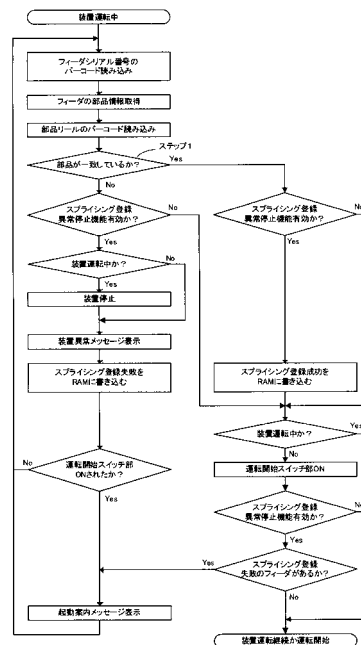 装置運転中
フィーダシリアル番号の
バーコード読み込み
フィーダの部品情報取得
部品リールのバーコード読み込み
ステップ1
部品が一致しているか?
Yes
No
スプライシング登録
異常停止機能有効か?
No
Yes
スプライシング登録
異常停止機能有効か?
No
Yes
装置運転中か?
No
Yes
装置停止
装置異常メッセージ表示
スプライシング登録失敗を
RAMに書き込む
スプライシング登録成功を
RAMに書き込む
装置運転中か?
Yes
No
運転開始スイッチ部
ONされたか?
No
Yes
運転開始スイッチ部ON
スプライシング登録
異常停止機能有効か?
No
Yes
スプライシング登録
失敗のフィーダがあるか?
Yes
No
起動案内メッセージ表示
装置運転継続か運転開始